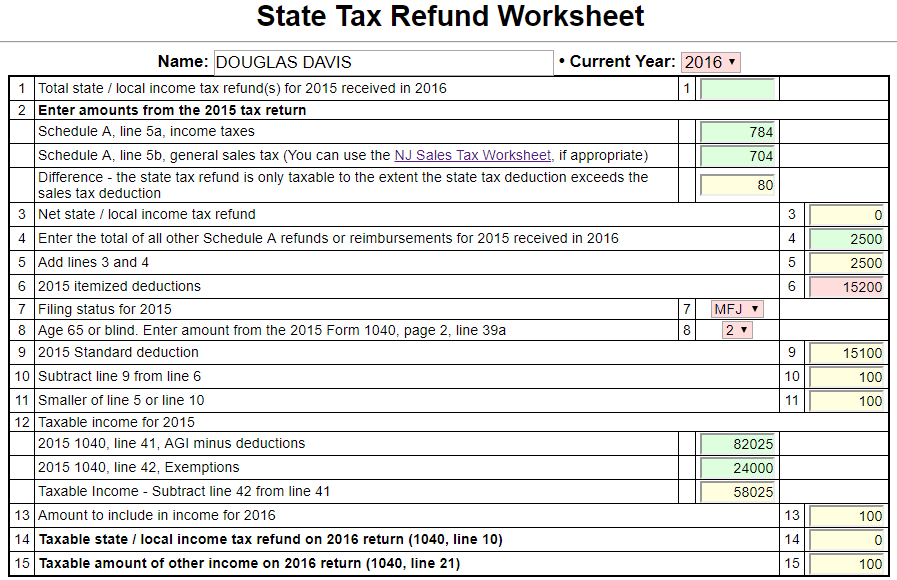 State Tax Refund Worksheet
Name: DOUGLAS DAVIS • Current Year: 2016
1 Total state / local income tax refund(s) for 2015 received in 2016 1
2 Enter amounts from the 2015 tax return
Schedule A, line 5a, income taxes 784
Schedule A, line 5b, general sales tax (You can use the NJ Sales Tax Worksheet, if appropriate) 704
Difference - the state tax refund is only taxable to the extent the state tax deduction exceeds the
sales tax deduction 80
3 Net state / local income tax refund 3 0
4 Enter the total of all other Schedule A refunds or reimbursements for 2015 received in 2016 4 2500
5 Add lines 3 and 4 5 2500
6 2015 itemized deductions 6 15200
7 Filing status for 2015 7 MFJ
8 Age 65 or blind. Enter amount from the 2015 Form 1040, page 2, line 39a 8 2
9 2015 Standard deduction 9 15100
10 Subtract line 9 from line 6 10 100
11 Smaller of line 5 or line 10 11 100
12 Taxable income for 2015
2015 1040, line 41, AGI minus deductions 82025
2015 1040, line 42, Exemptions 24000
Taxable Income - Subtract line 42 from line 41 58025
13 Amount to include in income for 2016 13 100
14 Taxable state / local income tax refund on 2016 return (1040, line 10) 14 0
15 Taxable amount of other income on 2016 return (1040, line 21) 15 100